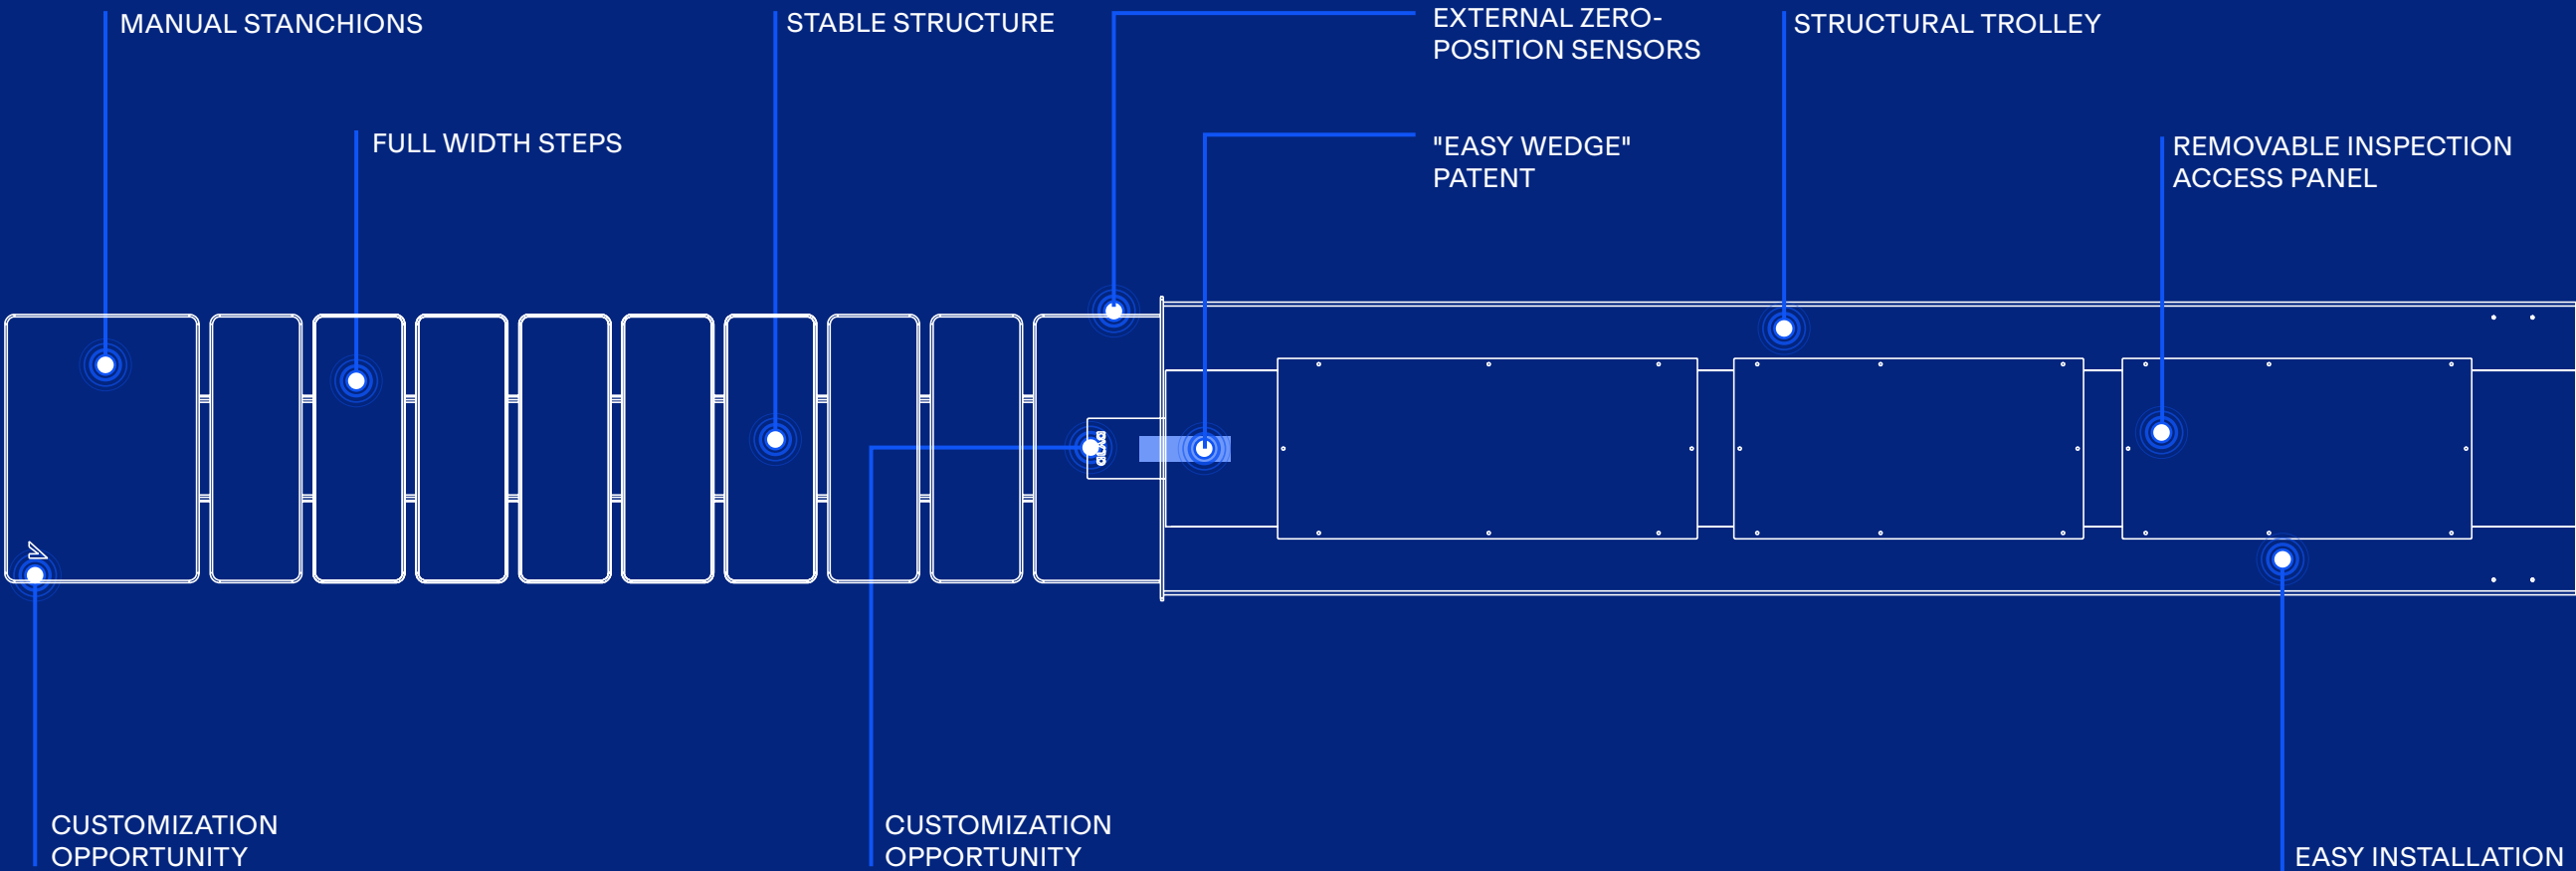 MANUAL STANCHIONS
STABLE STRUCTURE
EXTERNAL ZERO-
POSITION SENSORS
STRUCTURAL TROLLEY
FULL WIDTH STEPS
"EASY WEDGE"
PATENT
REMOVABLE INSPECTION
ACCESS PANEL
CUSTOMIZATION
OPPORTUNITY
CUSTOMIZATION
OPPORTUNITY
EASY INSTALLATION